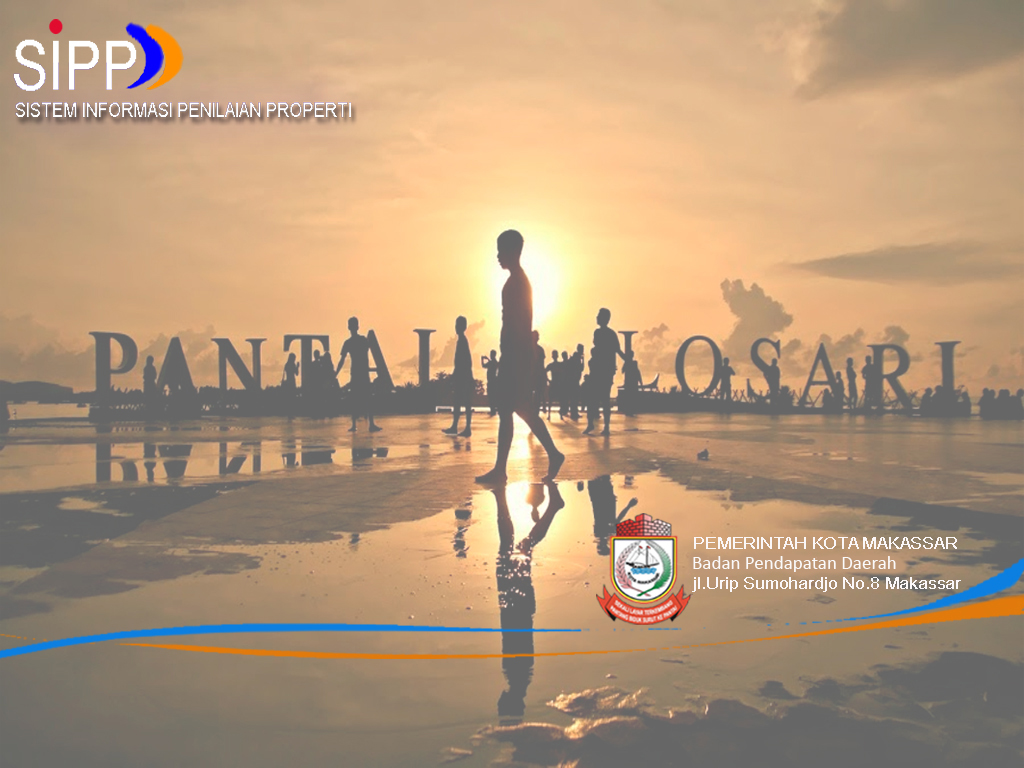 SiPP
SISTEM INFORMASI PENILAIAN PROPERTI
PANTAI LOSARI
PEMERINTAH KOTA MAKASSAR
Badan Pendapatan Daerah
jl.Urip Sumohardjo No.8 Makassar